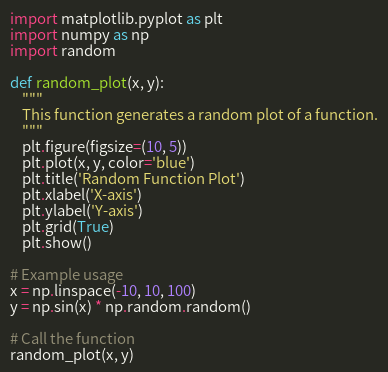 import matplotlib.pyplot as plt
import numpy as np
import random

def random_plot(x, y):
    """
    This function generates a random plot of a function.
    """
    plt.figure(figsize=(10, 5))
    plt.plot(x, y, color='blue')
    plt.title('Random Function Plot')
    plt.xlabel('X-axis')
    plt.ylabel('Y-axis')
    plt.grid(True)
    plt.show()

# Example usage
x = np.linspace(-10, 10, 100)
y = np.sin(x) * np.random.random()

# Call the function
random_plot(x, y)